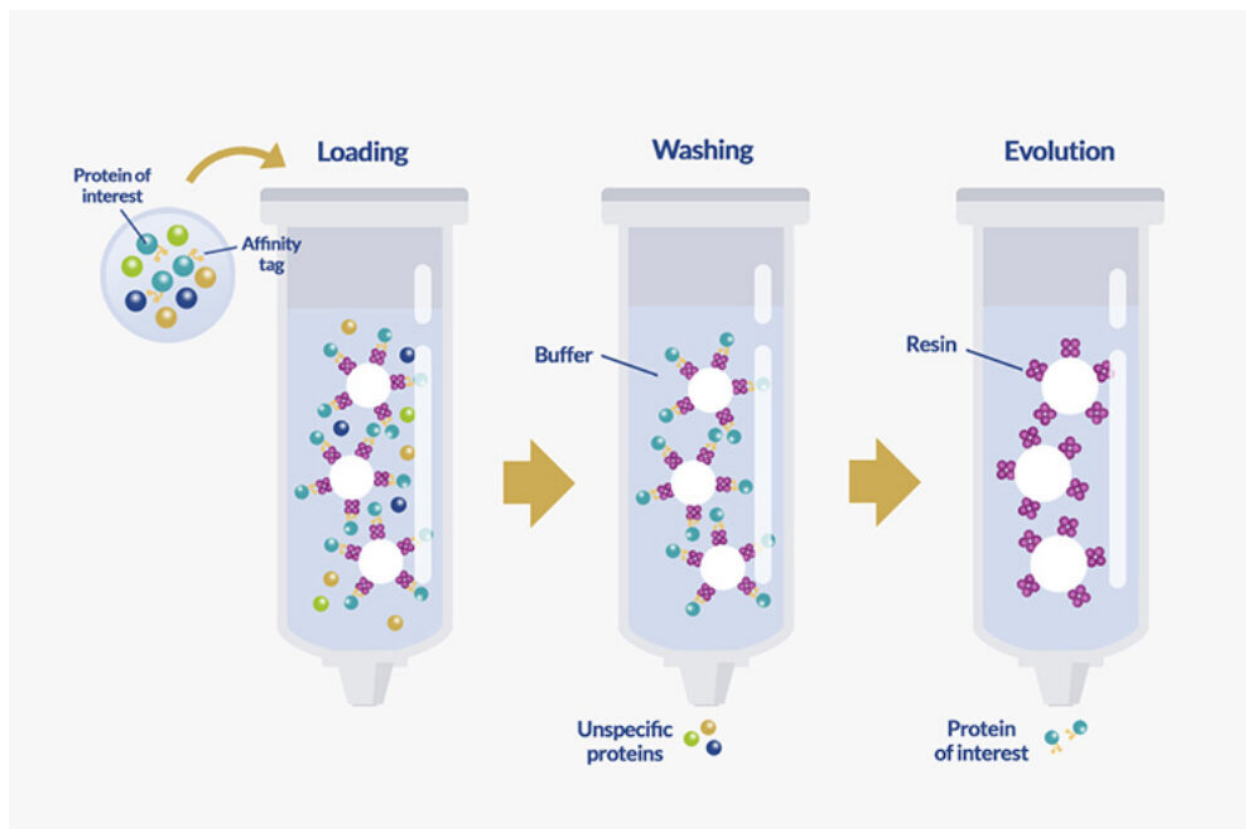 Loading
Washing
Evolution
Protein of
interest
Affinity
tag
Buffer
Resin
Unspecific
proteins
Protein
of interest